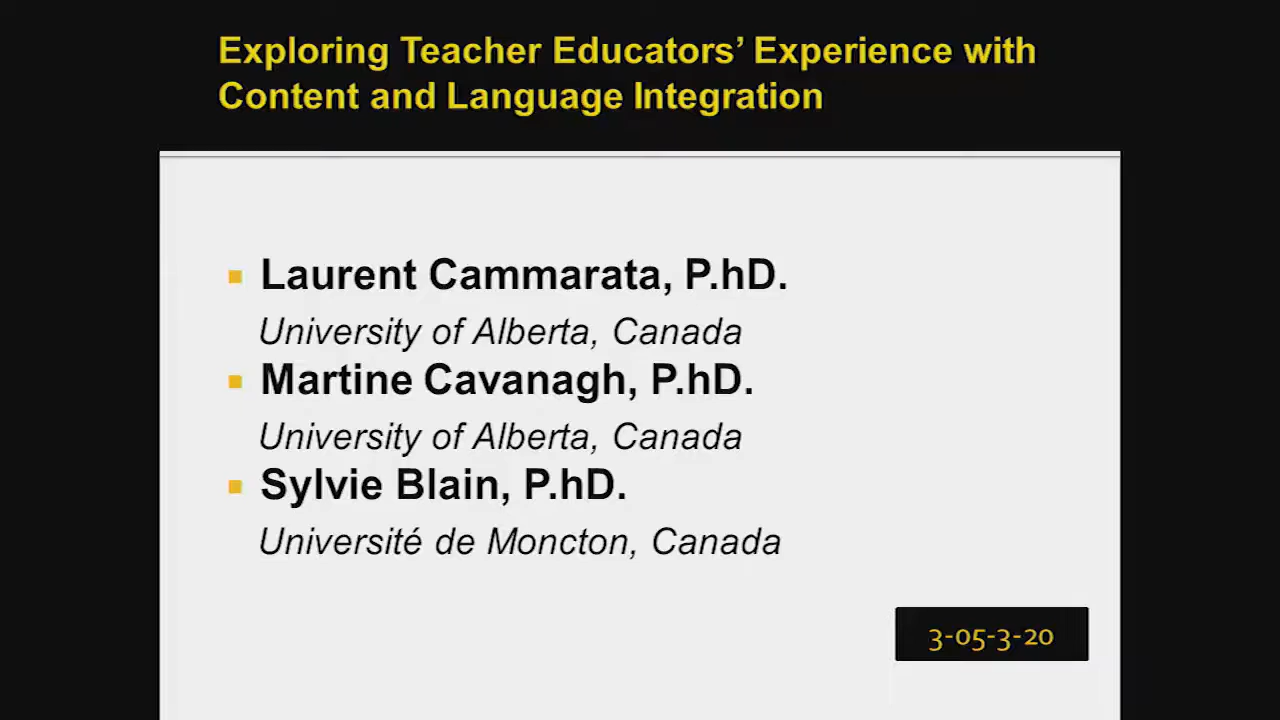 Exploring Teacher Educators’ Experience with
Content and Language Integration
Laurent Cammarata, P.hD.
University of Alberta, Canada
Martine Cavanagh, P.hD.
University of Alberta, Canada
Sylvie Blain, P.hD.
Université de Moncton, Canada
3-05-3-20